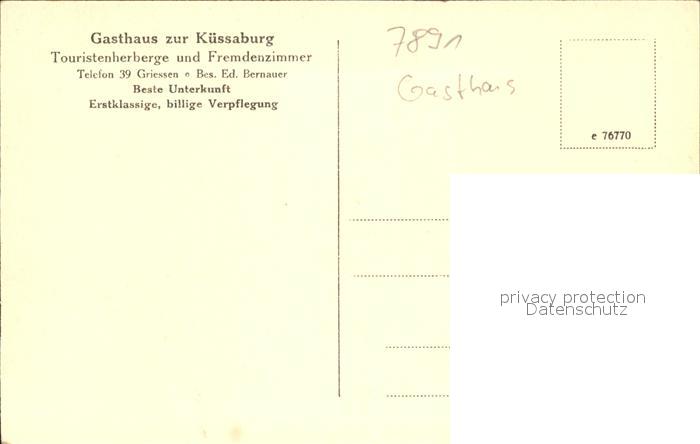 Gasthaus zur Küssaburg
Touristenherberge und Fremdenzimmer
Telefon 39 Griessen ∘ Bes. Ed. Bernauer
Beste Unterkunft
Erstklassige, billige Verpflegung
7891
Gasthaus
e 76770
privacy protection
Datenschutz